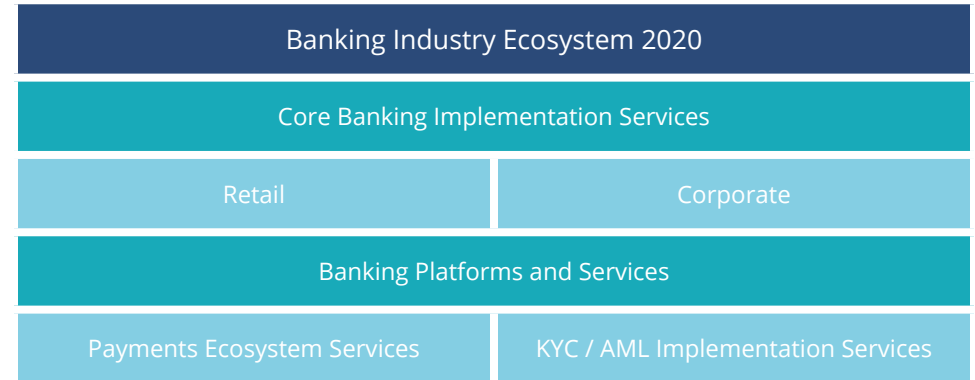 Banking Industry Ecosystem 2020
Core Banking Implementation Services
Retail
Corporate
Banking Platforms and Services
Payments Ecosystem Services
KYC / AML Implementation Services